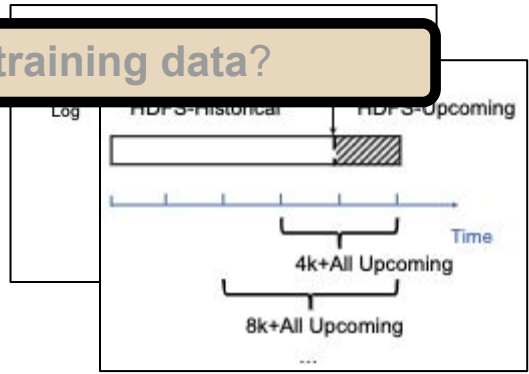 training data?
Log
HDFS-Historical
HDFS-Upcoming
Time
4k+All Upcoming
8k+All Upcoming
...